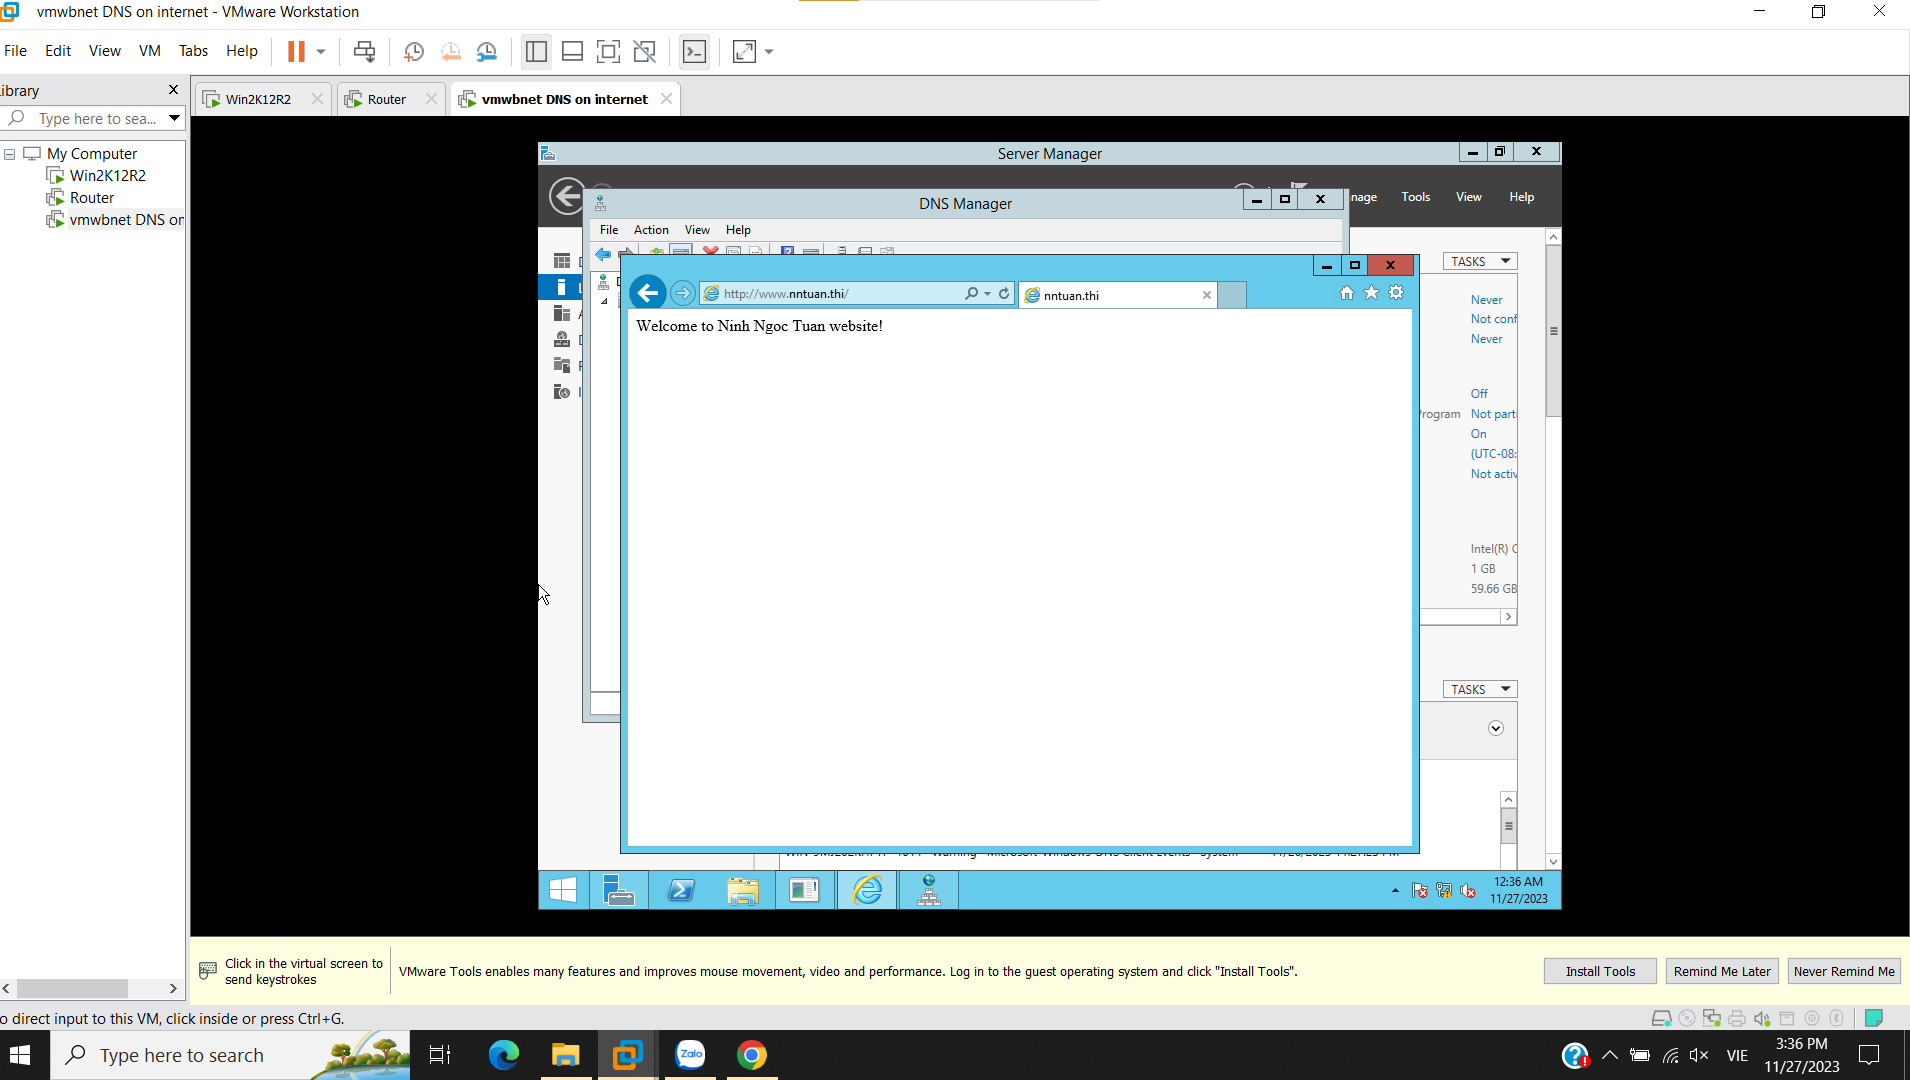 vmwbnet DNS on internet - VMware Workstation
File Edit View VM Tabs Help
ibrary
Type here to sea...
My Computer
Win2K12R2
Router
vmwbnet DNS or
Win2K12R2
Router
vmwbnet DNS on internet
Server Manager
nage Tools View Help
DNS Manager
File Action View Help
http://www.nntuan.thi/
nntuan.thi
Welcome to Ninh Ngoc Tuan website!
TASKS
Never
Not conf
Never
Off
rogram Not parti
On
(UTC-08:
Not activ
Intel(R) C
1 GB
59.66 GB
TASKS
12:36 AM
11/27/2023
Click in the virtual screen to
send keystrokes
VMware Tools enables many features and improves mouse movement, video and performance. Log in to the guest operating system and click "Install Tools".
Install Tools
Remind Me Later
Never Remind Me
o direct input to this VM, click inside or press Ctrl+G.
Type here to search
Zalo
VIE
3:36 PM
11/27/2023